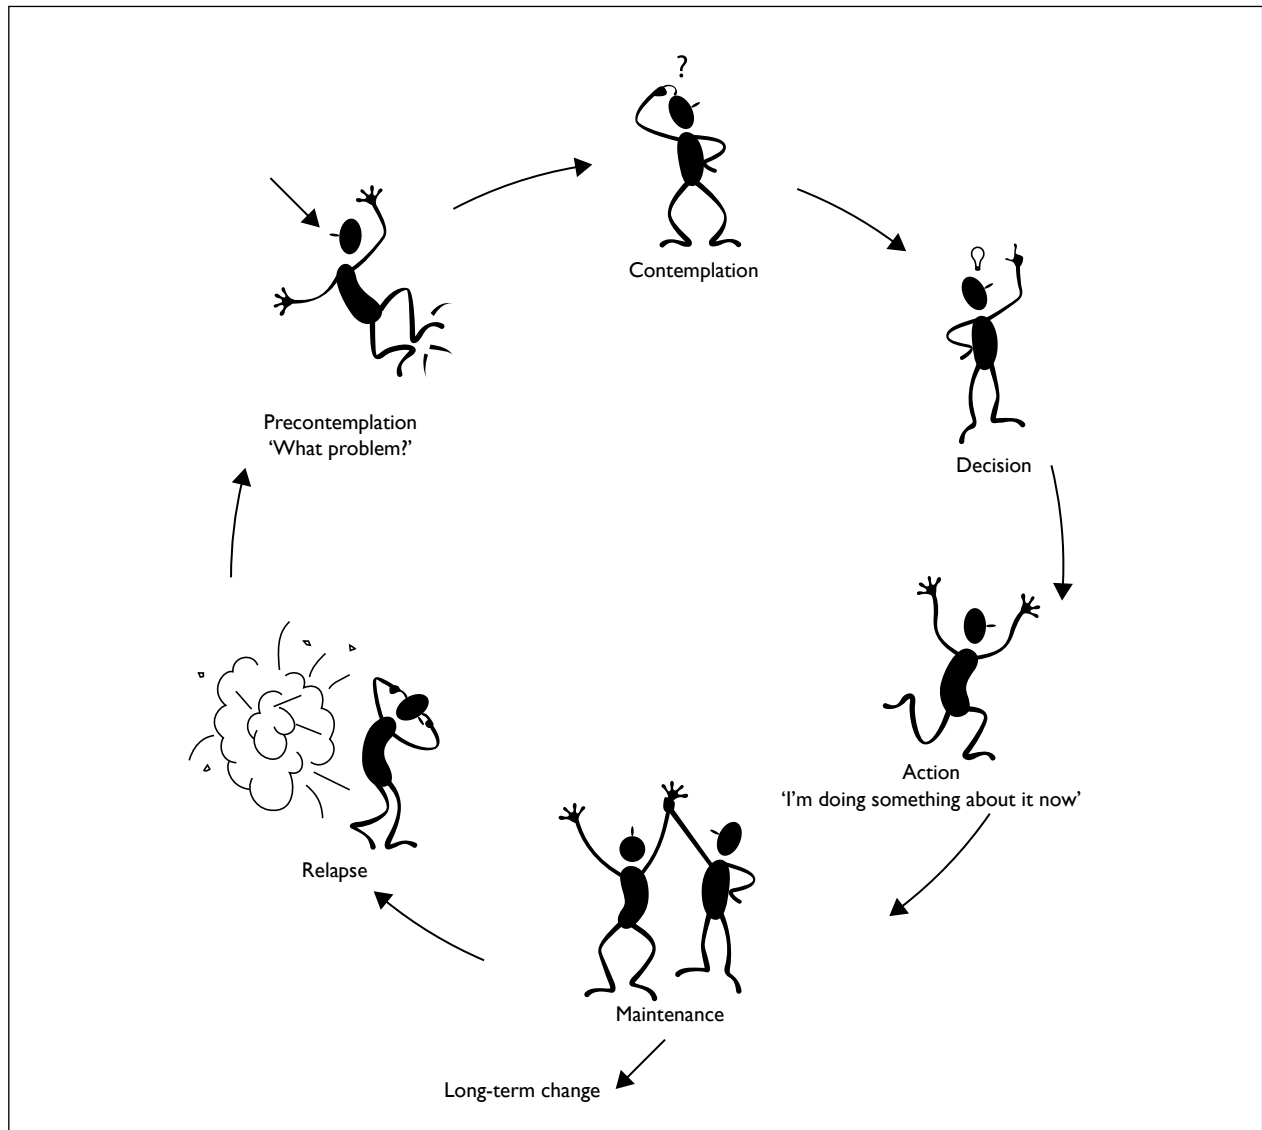 ?
Contemplation
Decision
Precontemplation
‘What problem?’
Action
‘I’m doing something about it now’
Relapse
Maintenance
Long-term change